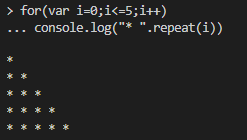 > for(var i=0;i<=5;i++)
... console.log("* ".repeat(i))

*
* *
* * *
* * * *
* * * * *